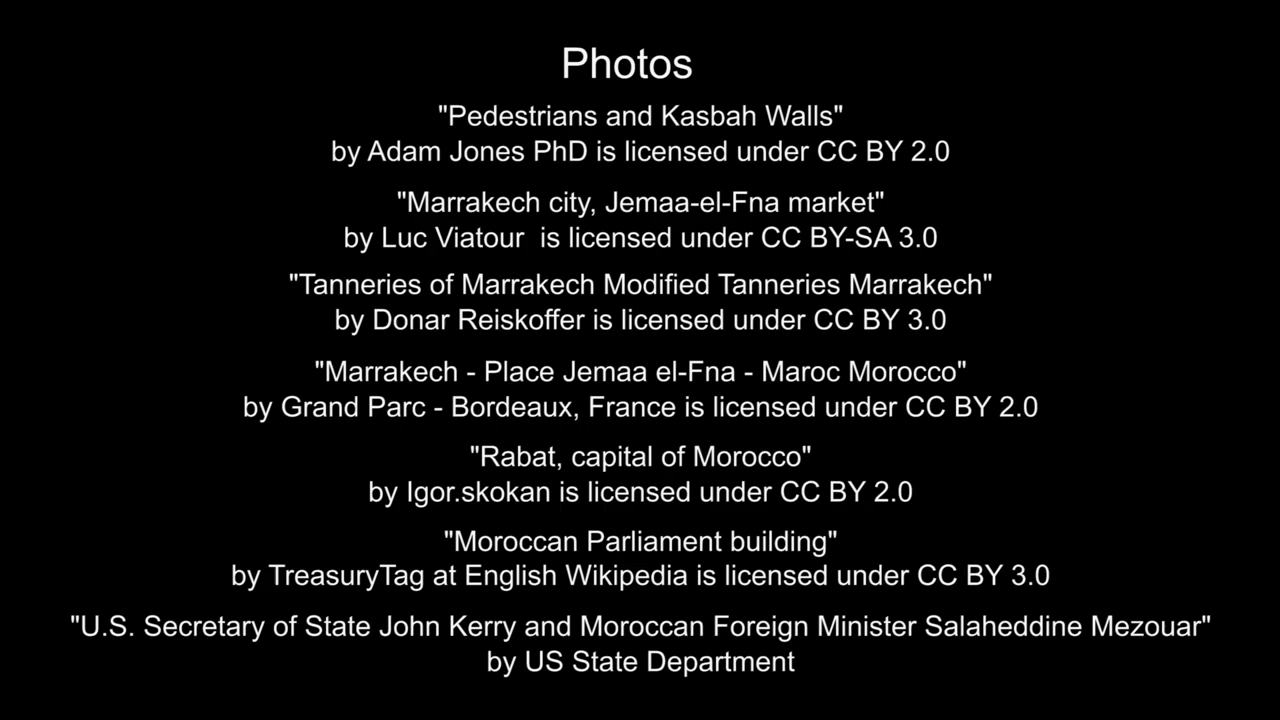 Photos
"Pedestrians and Kasbah Walls"
by Adam Jones PhD is licensed under CC BY 2.0
"Marrakech city, Jemaa-el-Fna market"
by Luc Viatour  is licensed under CC BY-SA 3.0
"Tanneries of Marrakech Modified Tanneries Marrakech"
by Donar Reiskoffer is licensed under CC BY 3.0
"Marrakech - Place Jemaa el-Fna - Maroc Morocco"
by Grand Parc - Bordeaux, France is licensed under CC BY 2.0
"Rabat, capital of Morocco"
by Igor.skokan is licensed under CC BY 2.0
"Moroccan Parliament building"
by TreasuryTag at English Wikipedia is licensed under CC BY 3.0
"U.S. Secretary of State John Kerry and Moroccan Foreign Minister Salaheddine Mezouar"
by US State Department